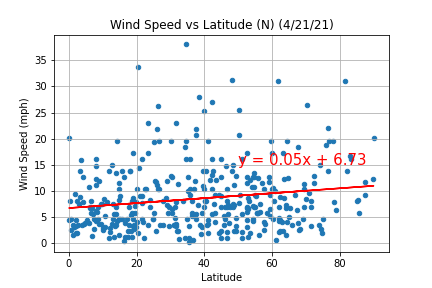 Wind Speed vs Latitude (N) (4/21/21)
Wind Speed (mph)
35
30
25
20
15
10
5
0
y = 0.05x + 6.73
0 20 40 60 80
Latitude